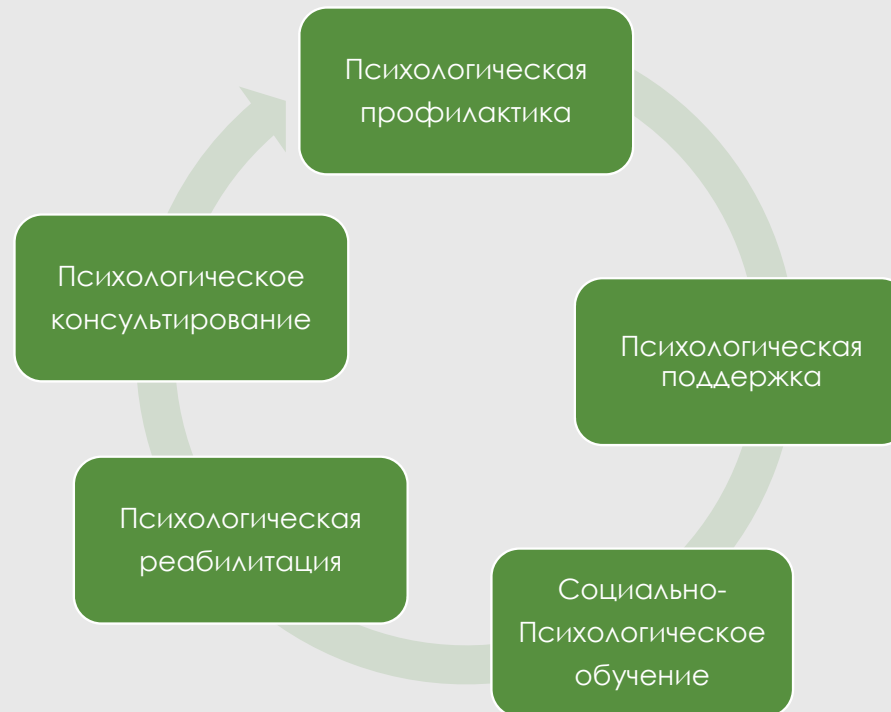 Психологическая
профилактика
Психологическая
поддержка
Социально-
Психологическое
обучение
Психологическая
реабилитация
Психологическое
консультирование